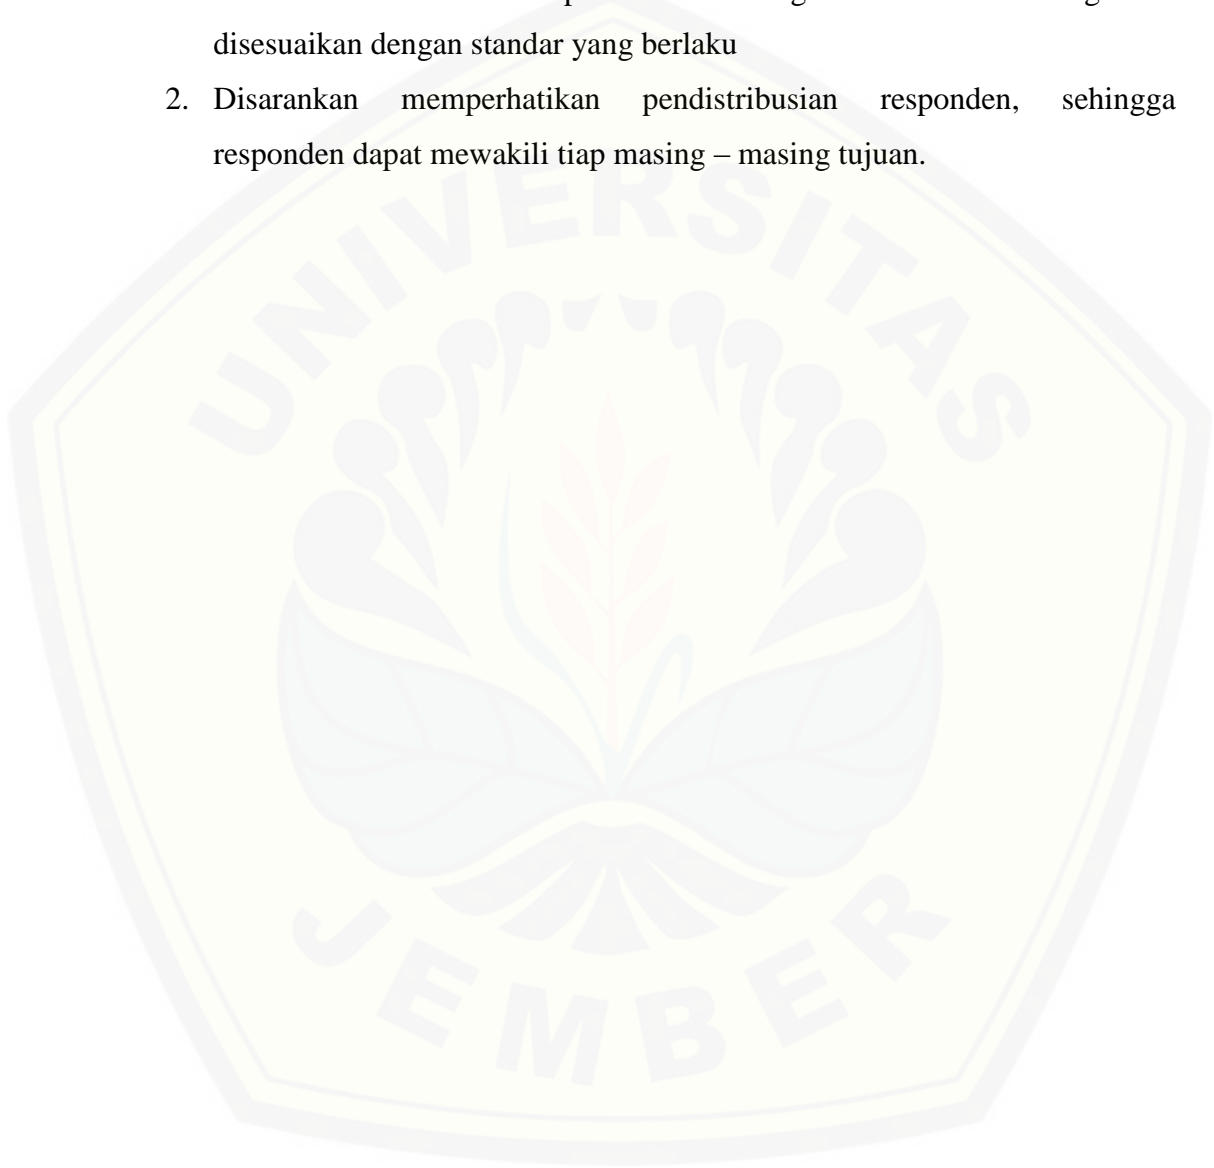 disesuaikan dengan standar yang berlaku
2. Disarankan memperhatikan pendistribusian responden, sehingga
responden dapat mewakili tiap masing – masing tujuan.
UNIVERSITAS
JEMBER